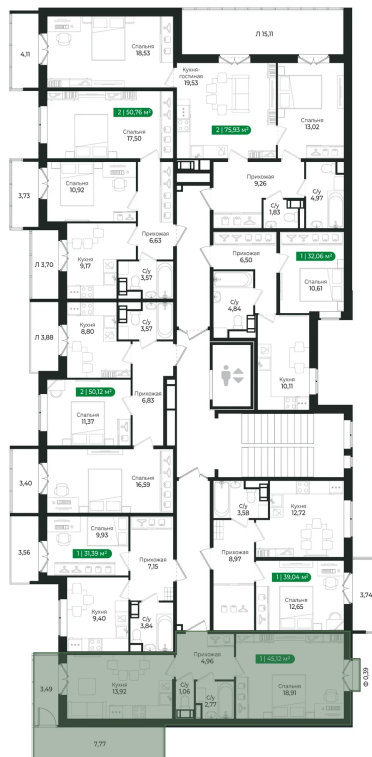 4,11
Спальня
18,53
Л 15,11
Кухня-
гостиная
19,53
Спальня
13,02
2 | 50,76 м²
Спальня
17,50
2 | 75,93 м²
3,73
Спальня
10,92
Прихожая
9,26
С/у
4,97
С/у
1,83
Прихожая
6,63
Прихожая
6,50
1 | 32,06 м²
Спальня
10,61
Л 3,70
Кухня
9,17
С/у
3,57
С/у
4,84
Л 3,88
Кухня
8,80
С/у
3,57
Кухня
10,11
2 | 50,12 м²
Спальня
11,37
Прихожая
6,83
3,40
Спальня
16,59
С/у
3,58
Кухня
12,72
3,56
Спальня
9,93
1 | 31,39 м²
Прихожая
7,15
Прихожая
8,97
1 | 39,04 м²
Спальня
12,65
3,74
Кухня
9,40
С/у
3,84
3,49
Кухня
13,92
Прихожая
4,96
С/у
1,06
С/у
2,77
1 | 45,12 м²
Спальня
18,91
Ф 0,39
7,77